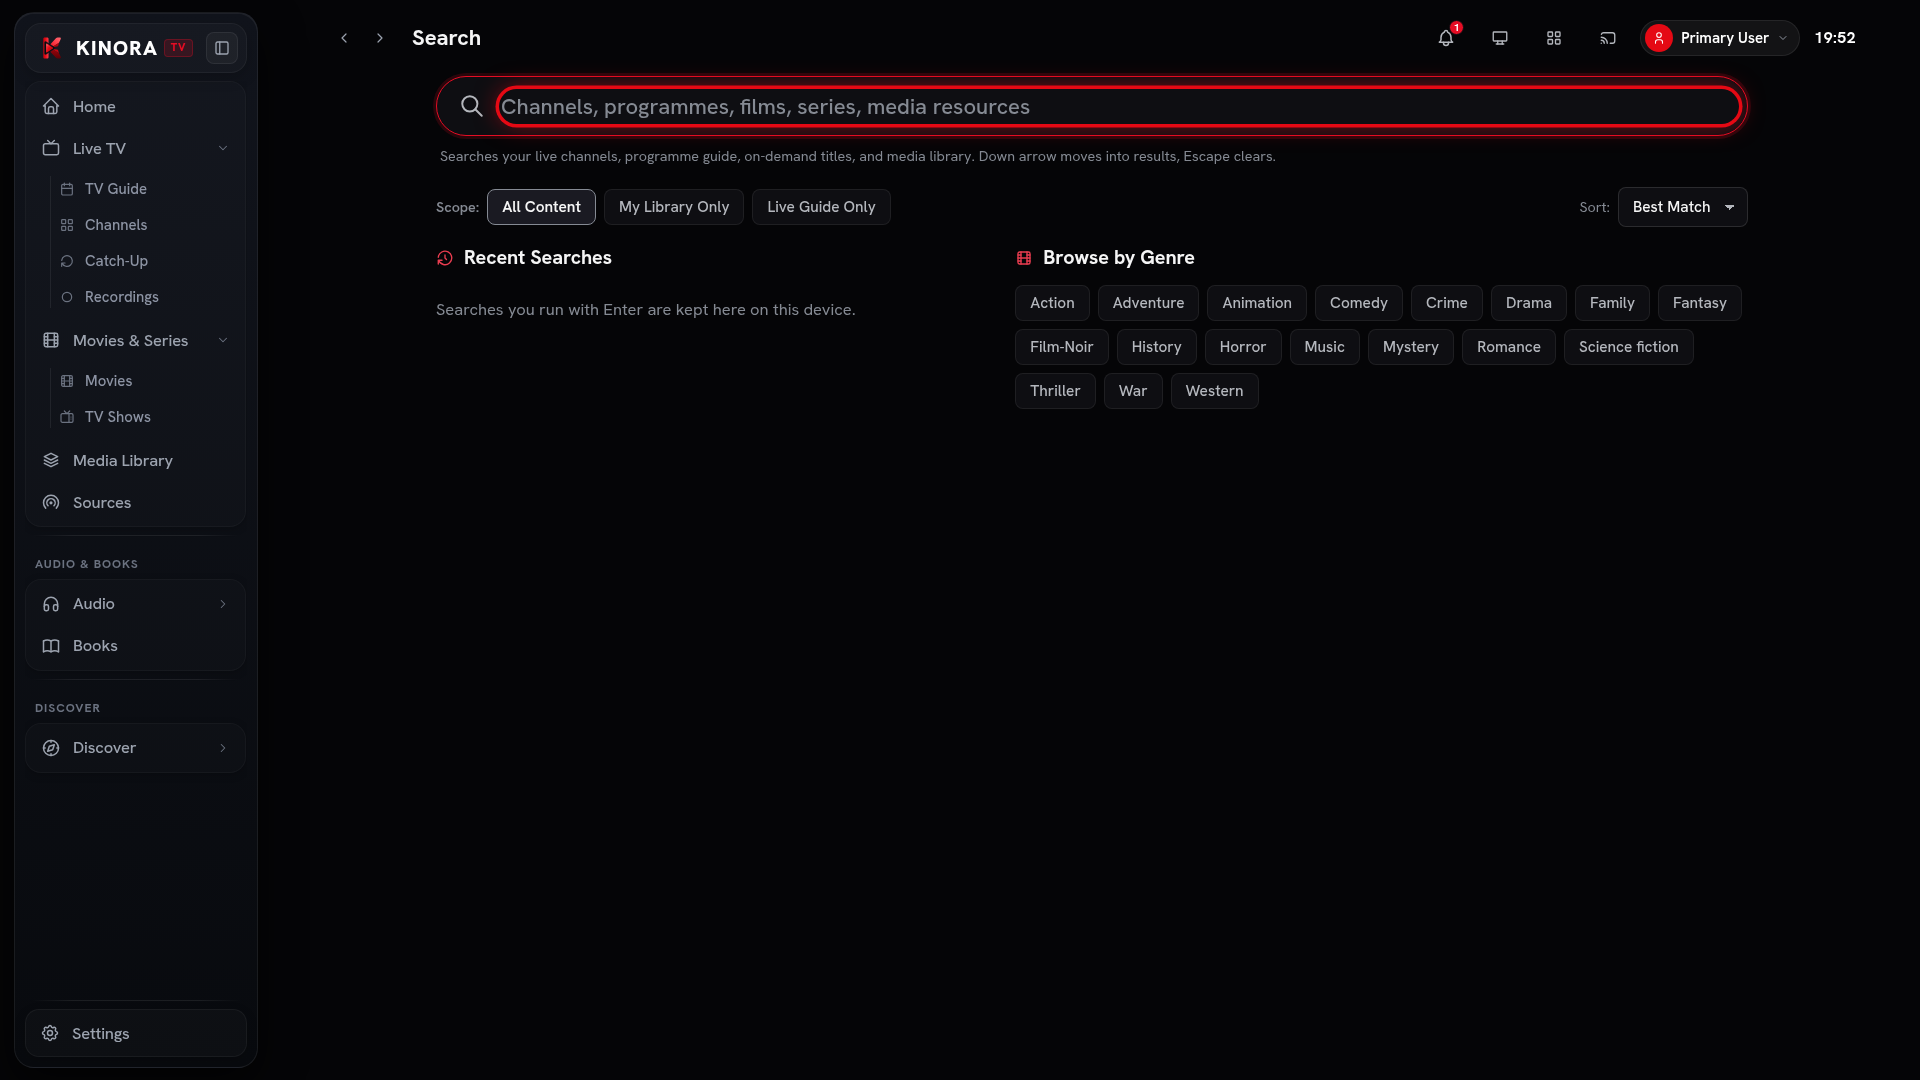 KINORA TV
Home
Live TV
TV Guide
Channels
Catch-Up
Recordings
Movies & Series
Movies
TV Shows
Media Library
Sources
AUDIO & BOOKS
Audio
Books
DISCOVER
Discover
Settings
Search
1
Primary User
19:52
Channels, programmes, films, series, media resources
Searches your live channels, programme guide, on-demand titles, and media library. Down arrow moves into results, Escape clears.
Scope: All Content My Library Only Live Guide Only
Sort: Best Match
Recent Searches
Searches you run with Enter are kept here on this device.
Browse by Genre
Action Adventure Animation Comedy Crime Drama Family Fantasy
Film-Noir History Horror Music Mystery Romance Science fiction
Thriller War Western